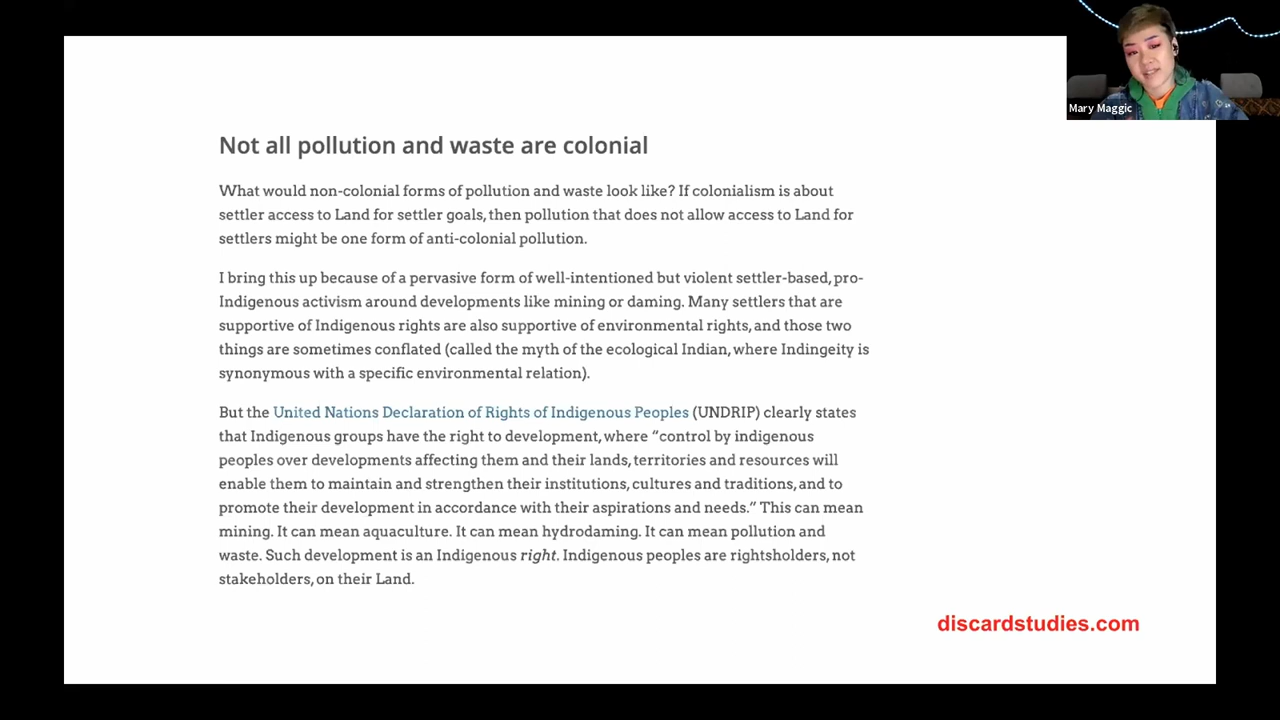 Mary Maggic
Not all pollution and waste are colonial
What would non-colonial forms of pollution and waste look like? If colonialism is about
settler access to Land for settler goals, then pollution that does not allow access to Land for
settlers might be one form of anti-colonial pollution.
I bring this up because of a pervasive form of well-intentioned but violent settler-based, pro-
Indigenous activism around developments like mining or daming. Many settlers that are
supportive of Indigenous rights are also supportive of environmental rights, and those two
things are sometimes conflated (called the myth of the ecological Indian, where Indingeity is
synonymous with a specific environmental relation).
But the United Nations Declaration of Rights of Indigenous Peoples (UNDRIP) clearly states
that Indigenous groups have the right to development, where “control by indigenous
peoples over developments affecting them and their lands, territories and resources will
enable them to maintain and strengthen their institutions, cultures and traditions, and to
promote their development in accordance with their aspirations and needs.” This can mean
mining. It can mean aquaculture. It can mean hydrodaming. It can mean pollution and
waste. Such development is an Indigenous right. Indigenous peoples are rightsholders, not
stakeholders, on their Land.
discardstudies.com